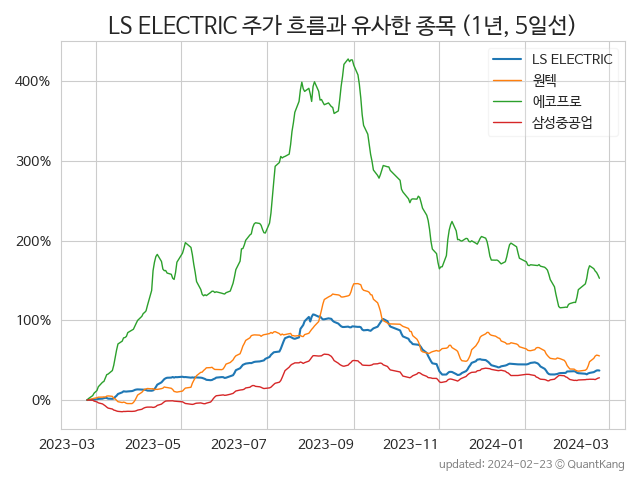 LS ELECTRIC 주가 흐름과 유사한 종목 (1년, 5일선)
LS ELECTRIC
원텍
에코프로
삼성중공업
400%
300%
200%
100%
0%
2023-03 2023-05 2023-07 2023-09 2023-11 2024-01 2024-03
updated: 2024-02-23 © QuantKang